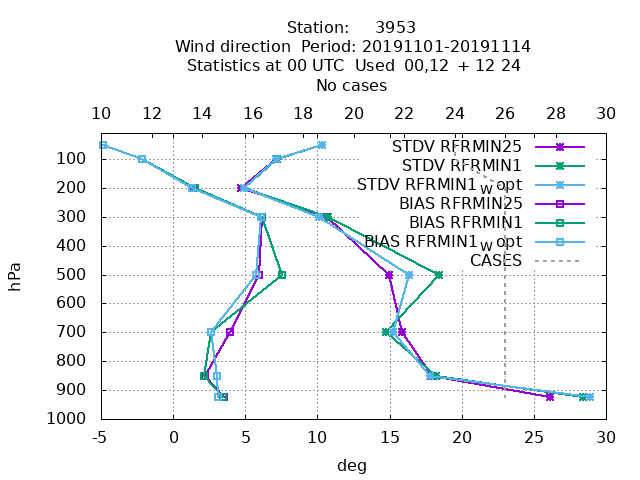 Station:     3953
Wind direction  Period: 20191101-20191114
Statistics at 00 UTC  Used  00,12  + 12 24
No cases
10 12 14 16 18 20 22 24 26 28 30
STDV RFRMIN25
STDV RFRMIN1
STDV RFRMIN1_w opt
BIAS RFRMIN25
BIAS RFRMIN1
BIAS RFRMIN1_w opt
CASES
hPa
100
200
300
400
500
600
700
800
900
1000
-5 0 5 10 15 20 25 30
deg